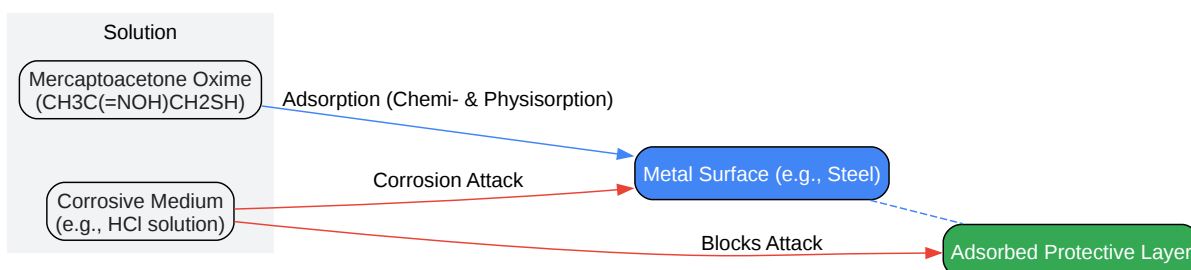 Solution
Mercaptoacetone Oxime
(CH3C(=NOH)CH2SH)
Adsorption (Chemi- & Physisorption)
Metal Surface (e.g., Steel)
Corrosion Attack
Corrosive Medium
(e.g., HCl solution)
Blocks Attack
Adsorbed Protective Layer